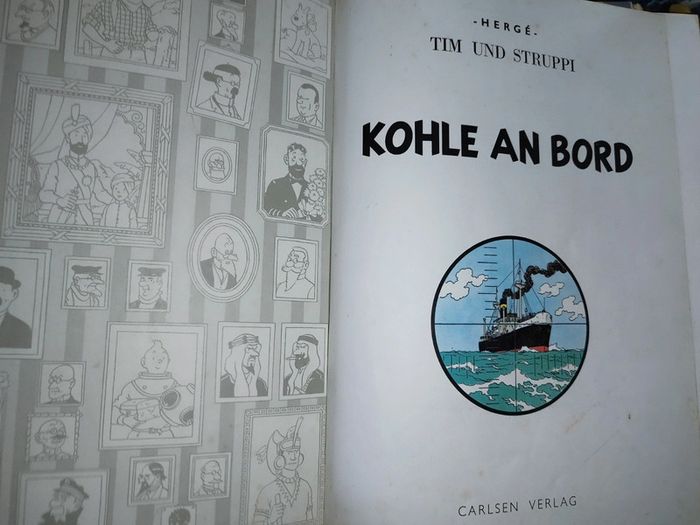 -HERGÉ-
TIM UND STRUPPI
KOHLE AN BORD
CARLSEN VERLAG